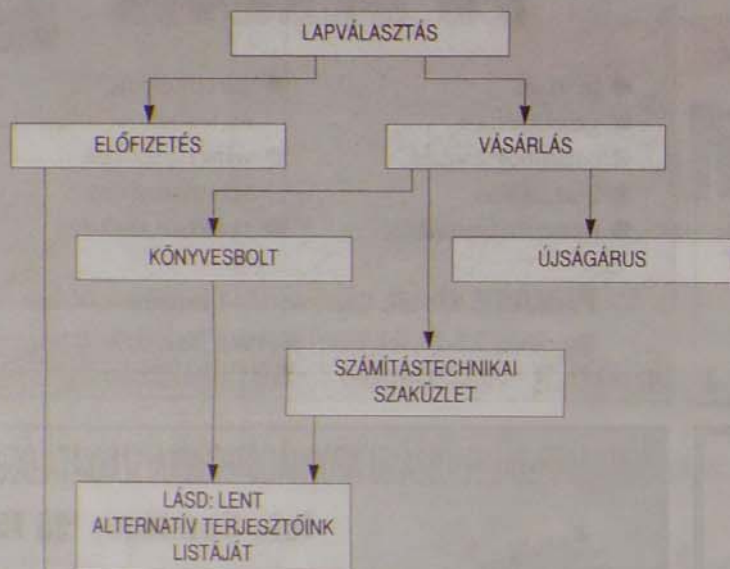 LAPVÁLASZTÁS
ELŐFIZETÉS
VÁSÁRLÁS
KÖNYVESBOLT
ÚJSÁGÁRUS
SZÁMÍTÁSTECHNIKAI
SZAKÜZLET
LÁSD: LENT
ALTERNATÍV TERJESZTŐINK
LISTÁJÁT